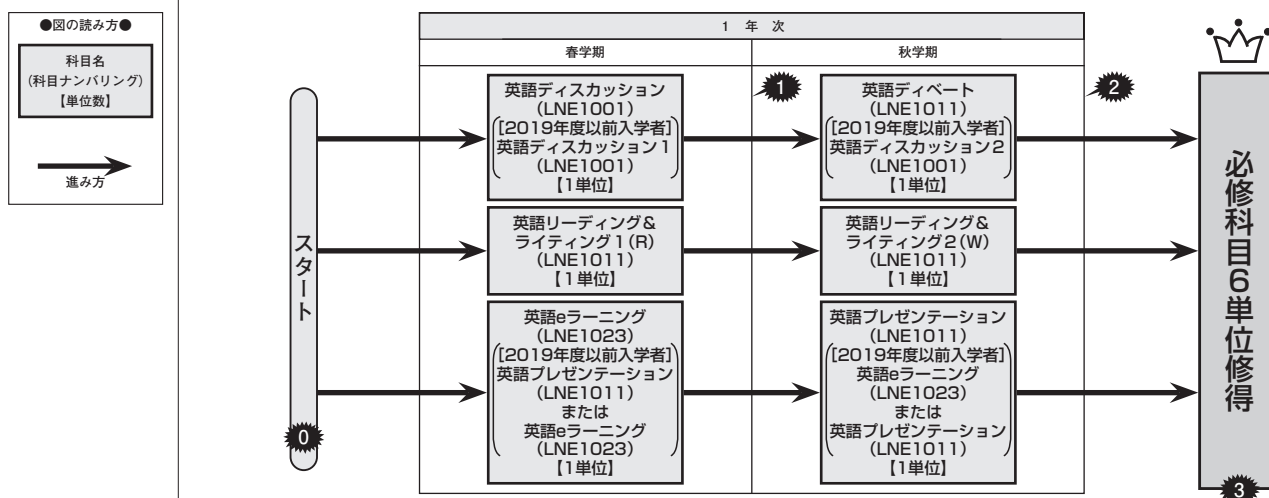 ●図の読み方●
科目名
(科目ナンバリング)
【単位数】
進み方
スタート
0
1 年 次
春学期
英語ディスカッション
(LNE1001)
[2019年度以前入学者]
英語ディスカッション1
(LNE1001)
【1単位】
英語リーディング&
ライティング1(R)
(LNE1011)
【1単位】
英語eラーニング
(LNE1023)
[2019年度以前入学者]
英語プレゼンテーション
(LNE1011)
または
英語eラーニング
(LNE1023)
【1単位】
1
秋学期
英語ディベート
(LNE1011)
[2019年度以前入学者]
英語ディスカッション2
(LNE1001)
【1単位】
英語リーディング&
ライティング2(W)
(LNE1011)
【1単位】
英語プレゼンテーション
(LNE1011)
[2019年度以前入学者]
英語eラーニング
(LNE1023)
または
英語プレゼンテーション
(LNE1011)
【1単位】
2
必修科目6単位修得
3